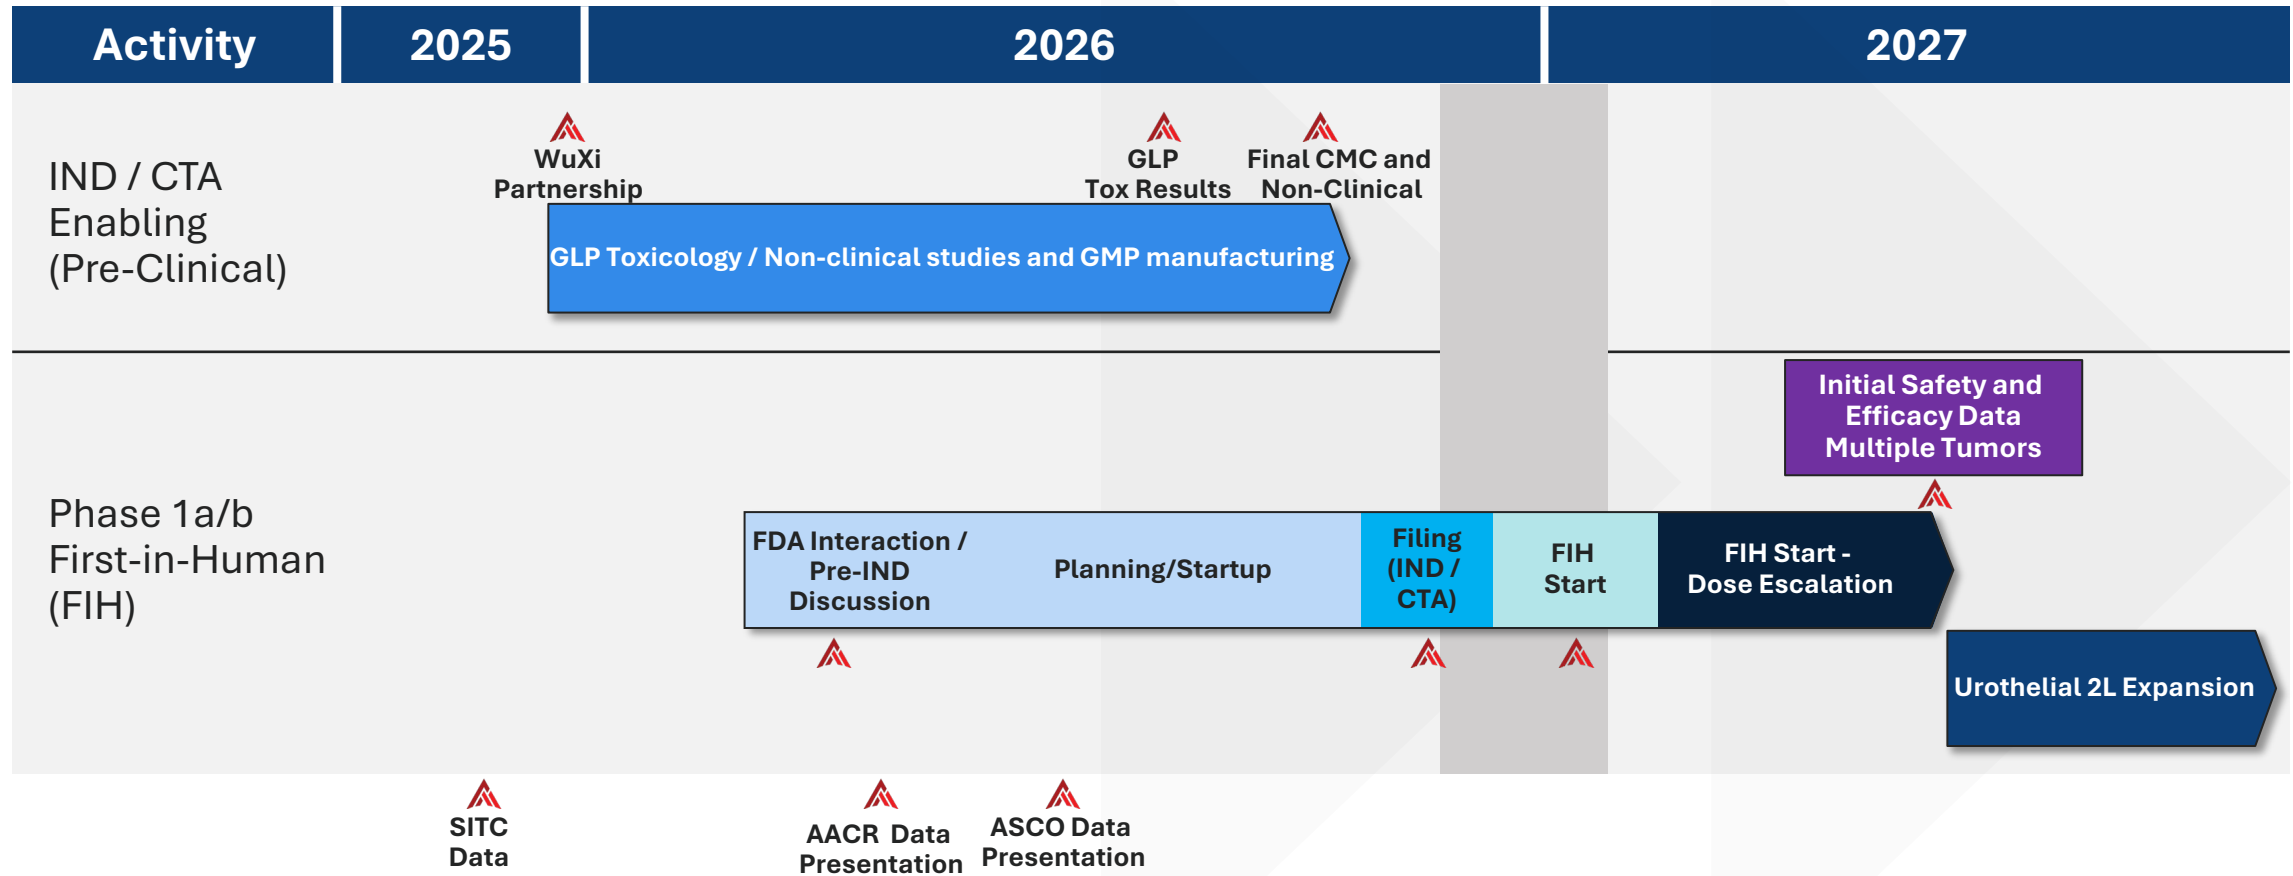 Activity
2025
2026
2027
IND / CTA
Enabling
(Pre-Clinical)
WuXi
Partnership
GLP
Tox Results
Final CMC and
Non-Clinical
GLP Toxicology / Non-clinical studies and GMP manufacturing
Phase 1a/b
First-in-Human
(FIH)
Initial Safety and
Efficacy Data
Multiple Tumors
FDA Interaction /
Pre-IND
Discussion
Planning/Startup
Filing
(IND /
CTA)
FIH
Start
FIH Start -
Dose Escalation
Urothelial 2L Expansion
SITC
Data
AACR Data
Presentation
ASCO Data
Presentation